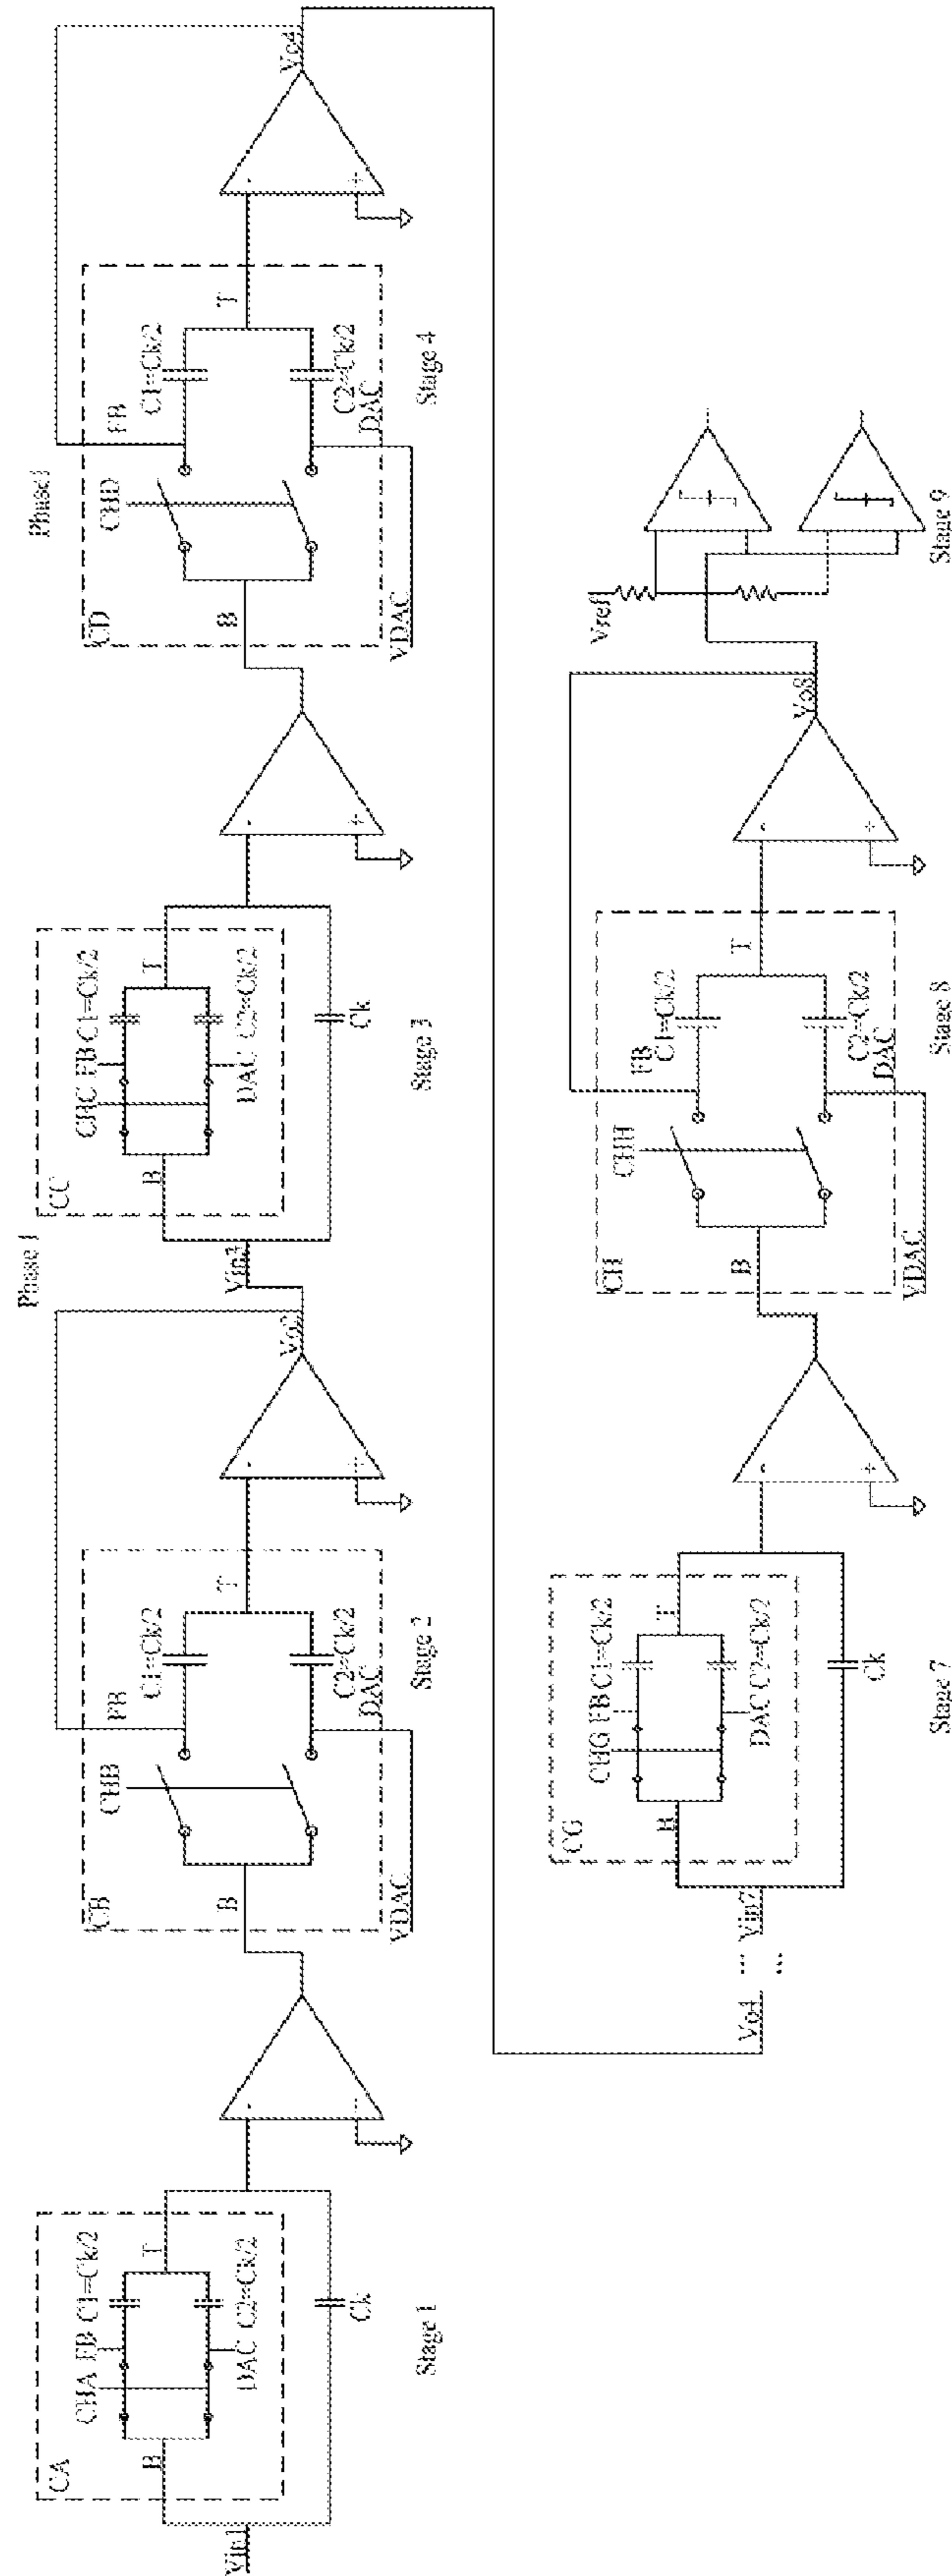 Phase 1
Phase1
CA
CHA FB C1=Ck/2
B
T
DAC C2=Ck/2
Vin1
Ck
Stage 1
CB
CHB
FB
C1=Ck/2
B
T
C2=Ck/2
DAC
VDAC
Vo2
Stage 2
CC
CHC FB C1=Ck/2
B
T
DAC C2=Ck/2
Vin3
Ck
Stage 3
CD
CHD
FB
C1=Ck/2
B
T
C2=Ck/2
DAC
VDAC
Vo4
Stage 4
Vo4
...
...
Vin7
CG
CHG FB C1=Ck/2
B
T
DAC C2=Ck/2
Ck
Stage 7
CH
CHH
FB
C1=Ck/2
B
T
C2=Ck/2
DAC
VDAC
Vo8
Stage 8
Vref
Stage 9